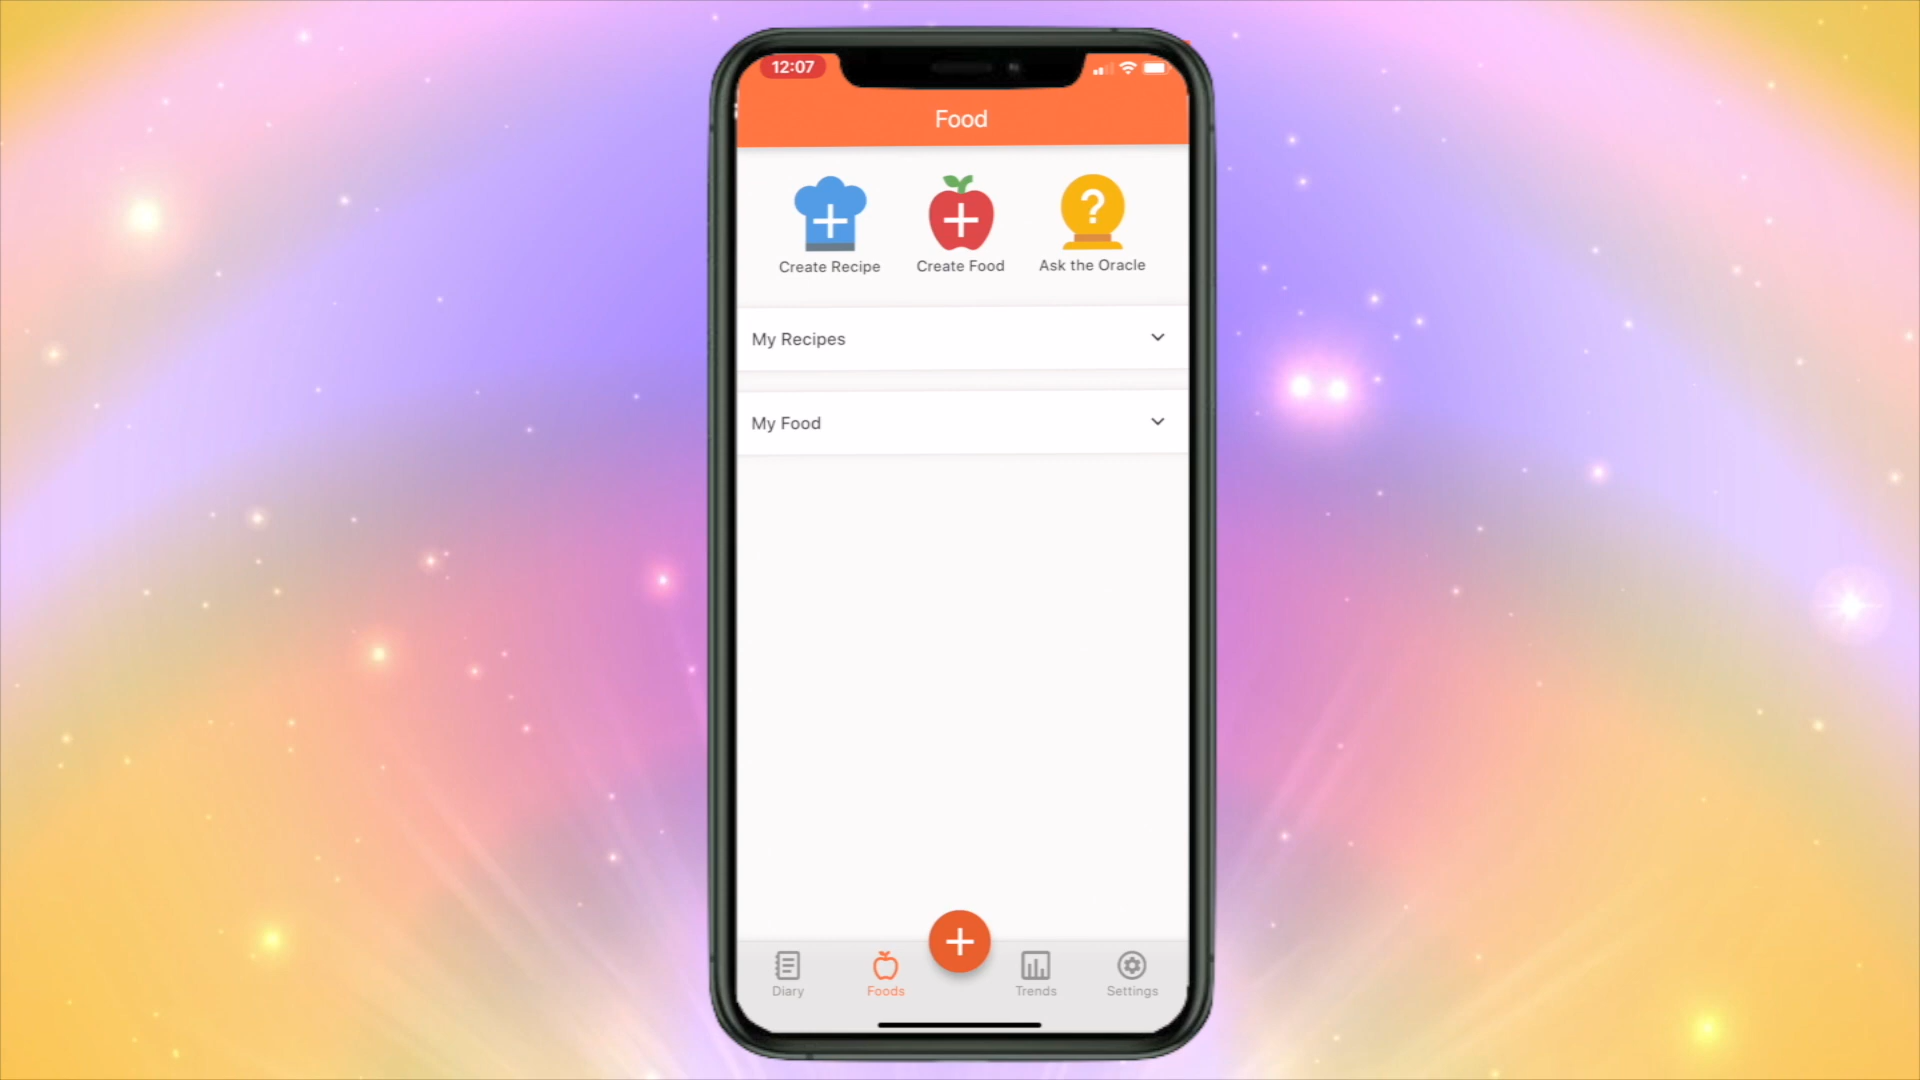 12:07
Food
?
Create Recipe
Create Food
Ask the Oracle
My Recipes
My Food
Diary
Foods
Trends
Settings